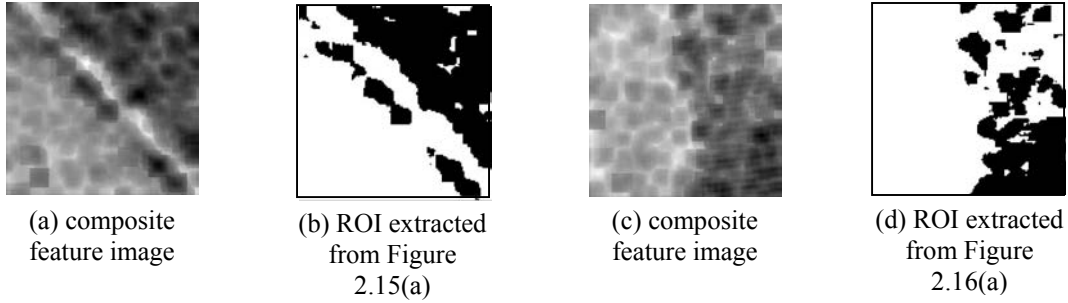 (a) composite
feature image
(b) ROI extracted
from Figure
2.15(a)
(c) composite
feature image
(d) ROI extracted
from Figure
2.16(a)